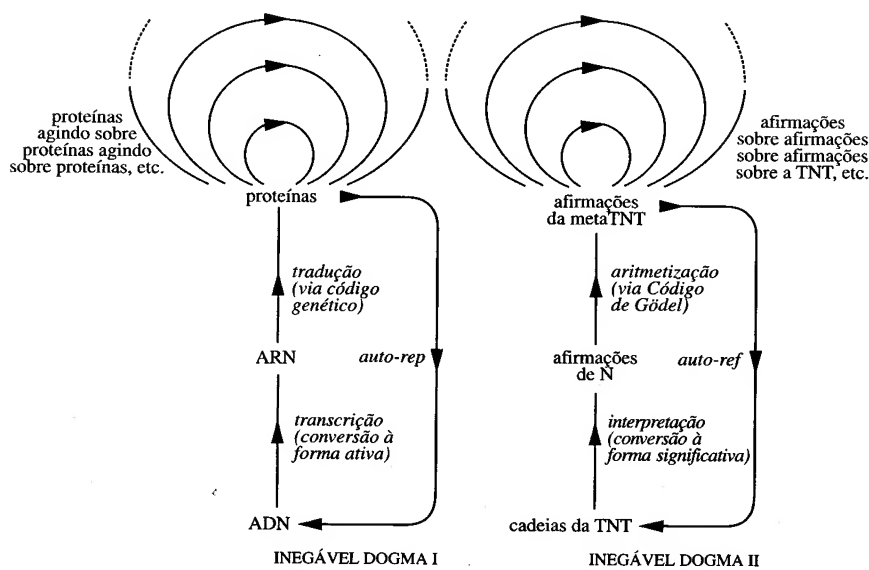 proteínas
agindo sobre
proteínas agindo
sobre proteínas, etc.
proteínas
tradução
(via código
genético)
ARN
auto-rep
transcrição
(conversão à
forma ativa)
ADN
INEGÁVEL DOGMA I
afirmações
sobre afirmações
sobre afirmações
sobre a TNT, etc.
afirmações
da metaTNT
aritmetização
(via Código
de Gödel)
afirmações
de N
auto-ref
interpretação
(conversão à
forma significativa)
cadeias da TNT
INEGÁVEL DOGMA II